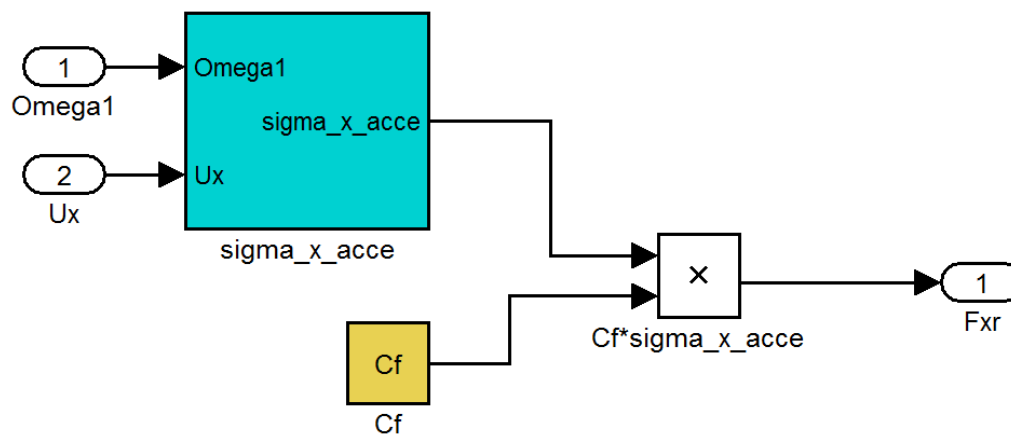 1
Omega1
2
Ux
Omega1
sigma_x_acce
Ux
sigma_x_acce
×
Cf*sigma_x_acce
Cf
Cf
1
Fxr